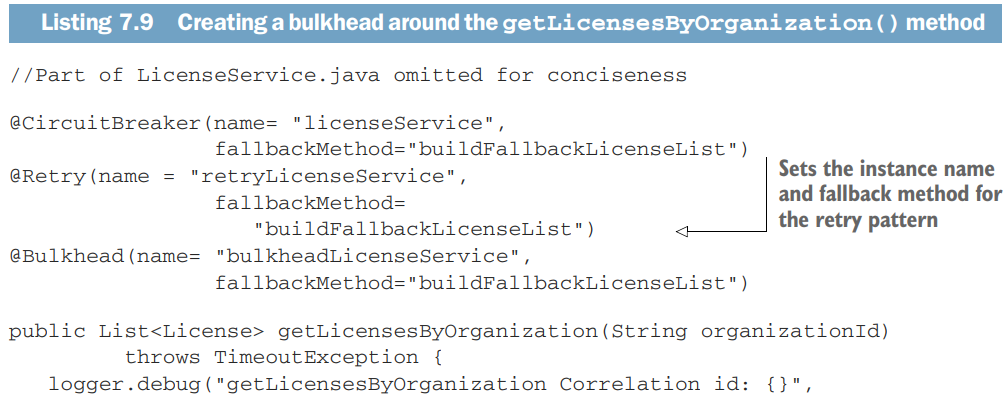 Listing 7.9 Creating a bulkhead around the getLicensesByOrganization() method
//Part of LicenseService.java omitted for conciseness
@CircuitBreaker(name= "licenseService",
fallbackMethod="buildFallbackLicenseList")
@Retry(name = "retryLicenseService",
fallbackMethod=
"buildFallbackLicenseList")
Sets the instance name
and fallback method for
the retry pattern
@Bulkhead(name= "bulkheadLicenseService",
fallbackMethod="buildFallbackLicenseList")
public List<License> getLicensesByOrganization(String organizationId)
throws TimeoutException {
logger.debug("getLicensesByOrganization Correlation id: {}",